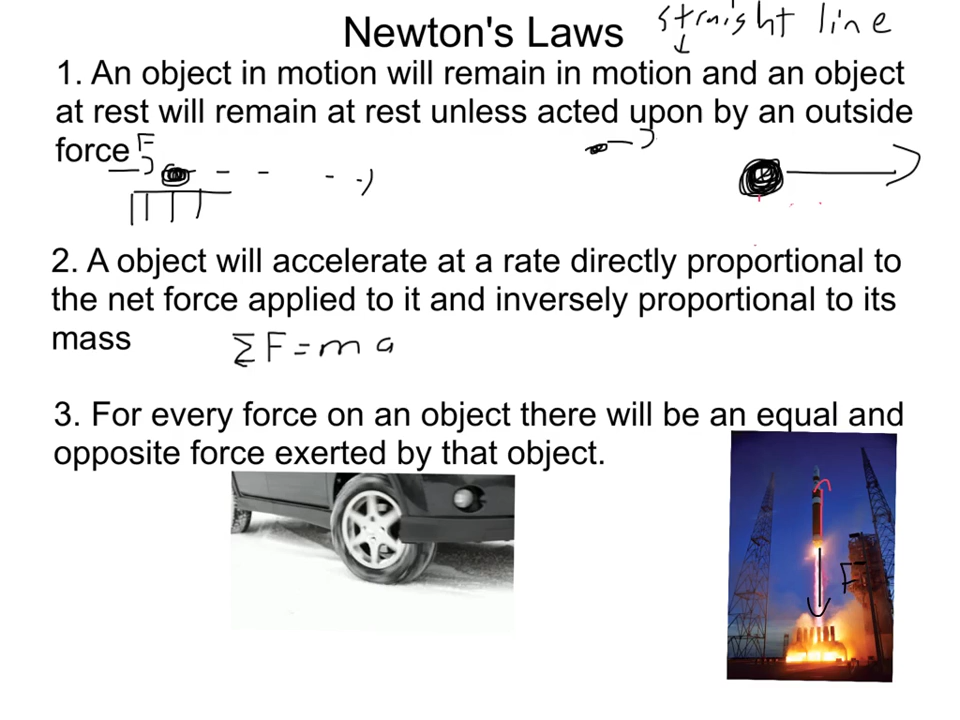 Newton's Laws
straight line
1. An object in motion will remain in motion and an object
at rest will remain at rest unless acted upon by an outside
force
F
2. A object will accelerate at a rate directly proportional to
the net force applied to it and inversely proportional to its
mass
ΣF=ma
3. For every force on an object there will be an equal and
opposite force exerted by that object.
F